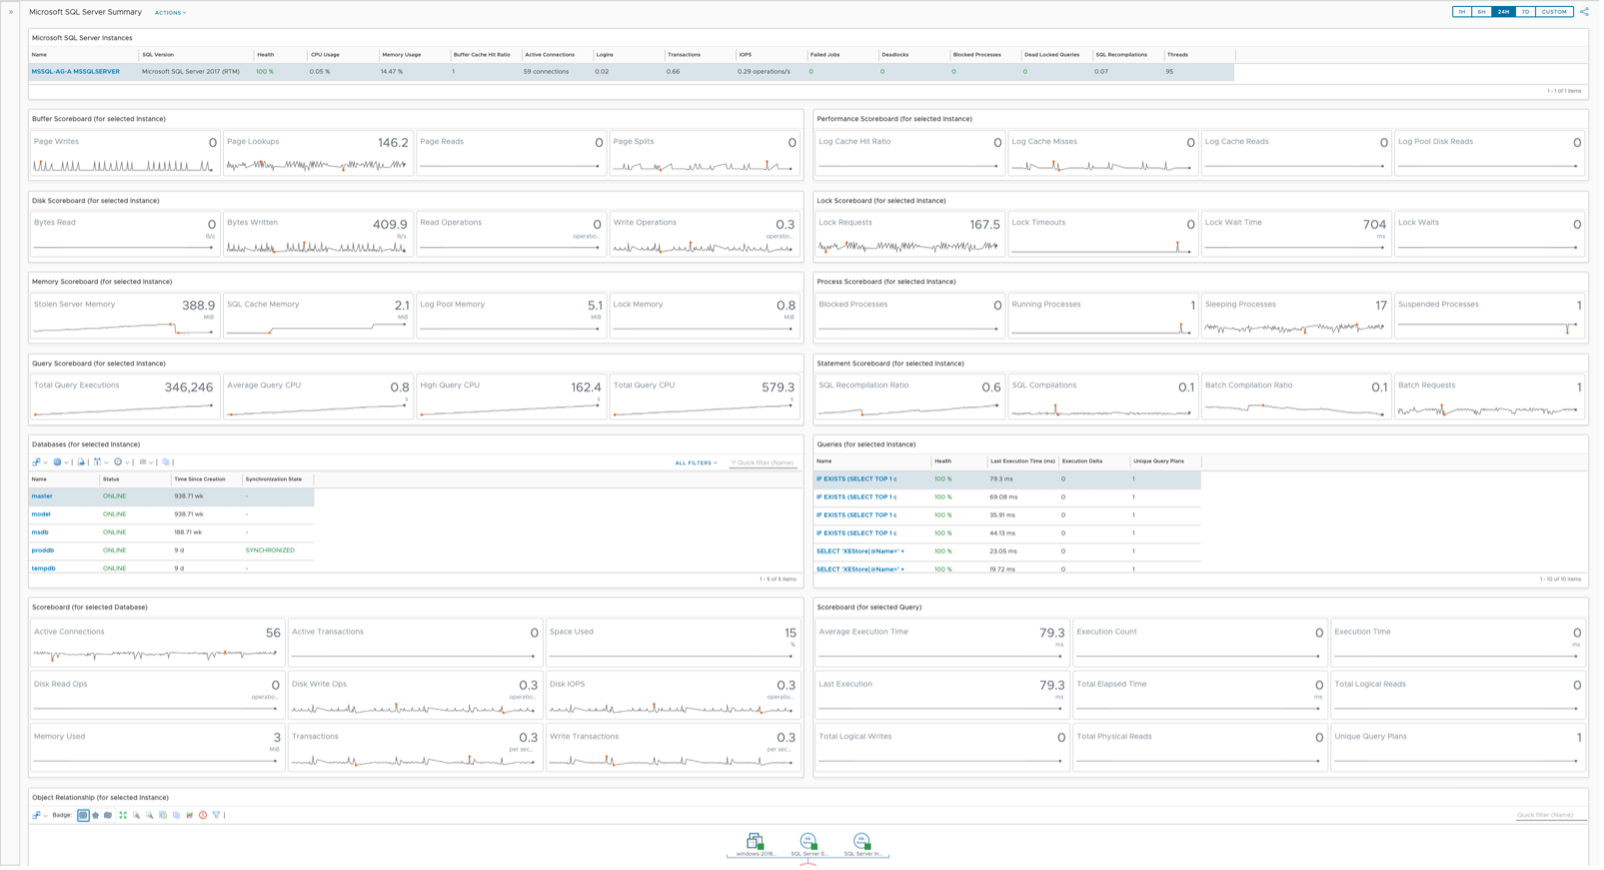 » Microsoft SQL Server Summary ACTIONS 1H 6H 24H 7D CUSTOM
Microsoft SQL Server Instances
Name SQL Version Health CPU Usage Memory Usage Buffer Cache Hit Ratio Active Connections Logins Transactions IOPS Failed Jobs Deadlocks Blocked Processes Dead Locked Queries SQL Recompilations Threads
MSSQL-AG-A MSSQLSERVER Microsoft SQL Server 2017 (RTM) 100 % 0.05 % 14.47 % 1 59 connections 0.02 0.66 0.29 operations/s 0 0 0 0 0.07 95
1 - 1 of 1 items
Buffer Scoreboard (for selected Instance)
Page Writes 0 Page Lookups 146.2 Page Reads 0 Page Splits 0
Performance Scoreboard (for selected Instance)
Log Cache Hit Ratio 0 Log Cache Misses 0 Log Cache Reads 0 Log Pool Disk Reads 0
Disk Scoreboard (for selected Instance)
Bytes Read 0 Bytes Written 409.9 Read Operations 0 Write Operations 0.3
B/s B/s operatio... operatio...
Lock Scoreboard (for selected Instance)
Lock Requests 167.5 Lock Timeouts 0 Lock Wait Time 704 Lock Waits 0
ms
Memory Scoreboard (for selected Instance)
Stolen Server Memory 388.9 SQL Cache Memory 2.1 Log Pool Memory 5.1 Lock Memory 0.8
MiB MiB MiB MiB
Process Scoreboard (for selected Instance)
Blocked Processes 0 Running Processes 1 Sleeping Processes 17 Suspended Processes 1
Query Scoreboard (for selected Instance)
Total Query Executions 346,246 Average Query CPU 0.8 High Query CPU 162.4 Total Query CPU 579.3
s s s
Statement Scoreboard (for selected Instance)
SQL Recompilation Ratio 0.6 SQL Compilations 0.1 Batch Compilation Ratio 0.1 Batch Requests 1
Databases (for selected Instance)
ALL FILTERS Quick filter (Name)
Name Status Time Since Creation Synchronization State
master ONLINE 938.71 wk -
model ONLINE 938.71 wk -
msdb ONLINE 188.71 wk -
proddb ONLINE 9 d SYNCHRONIZED
tempdb ONLINE 9 d -
1 - 5 of 5 items
Queries (for selected Instance)
Name Health Last Execution Time (ms) Execution Delta Unique Query Plans
IF EXISTS (SELECT TOP 1 c 100 % 79.3 ms 0 1
IF EXISTS (SELECT TOP 1 c 100 % 69.08 ms 0 1
IF EXISTS (SELECT TOP 1 c 100 % 35.91 ms 0 1
IF EXISTS (SELECT TOP 1 c 100 % 44.13 ms 0 1
SELECT 'XEStore[@Name=' + 100 % 23.05 ms 0 1
SELECT 'XEStore[@Name=' + 100 % 19.72 ms 0 1
1 - 10 of 10 items
Scoreboard (for selected Database)
Active Connections 56 Active Transactions 0 Space Used 15
%
Disk Read Ops 0 Disk Write Ops 0.3 Disk IOPS 0.3
operatio... operatio... operatio...
Memory Used 3 Transactions 0.3 Write Transactions 0.3
MiB per sec... per sec...
Scoreboard (for selected Query)
Average Execution Time 79.3 Execution Count 0 Execution Time 0
ms ms
Last Execution 79.3 Total Elapsed Time 0 Total Logical Reads 0
ms ms
Total Logical Writes 0 Total Physical Reads 0 Unique Query Plans 1
Object Relationship (for selected Instance)
Badge: Quick filter (Name)
windows-2016... SQL Server E... SQL Server In...